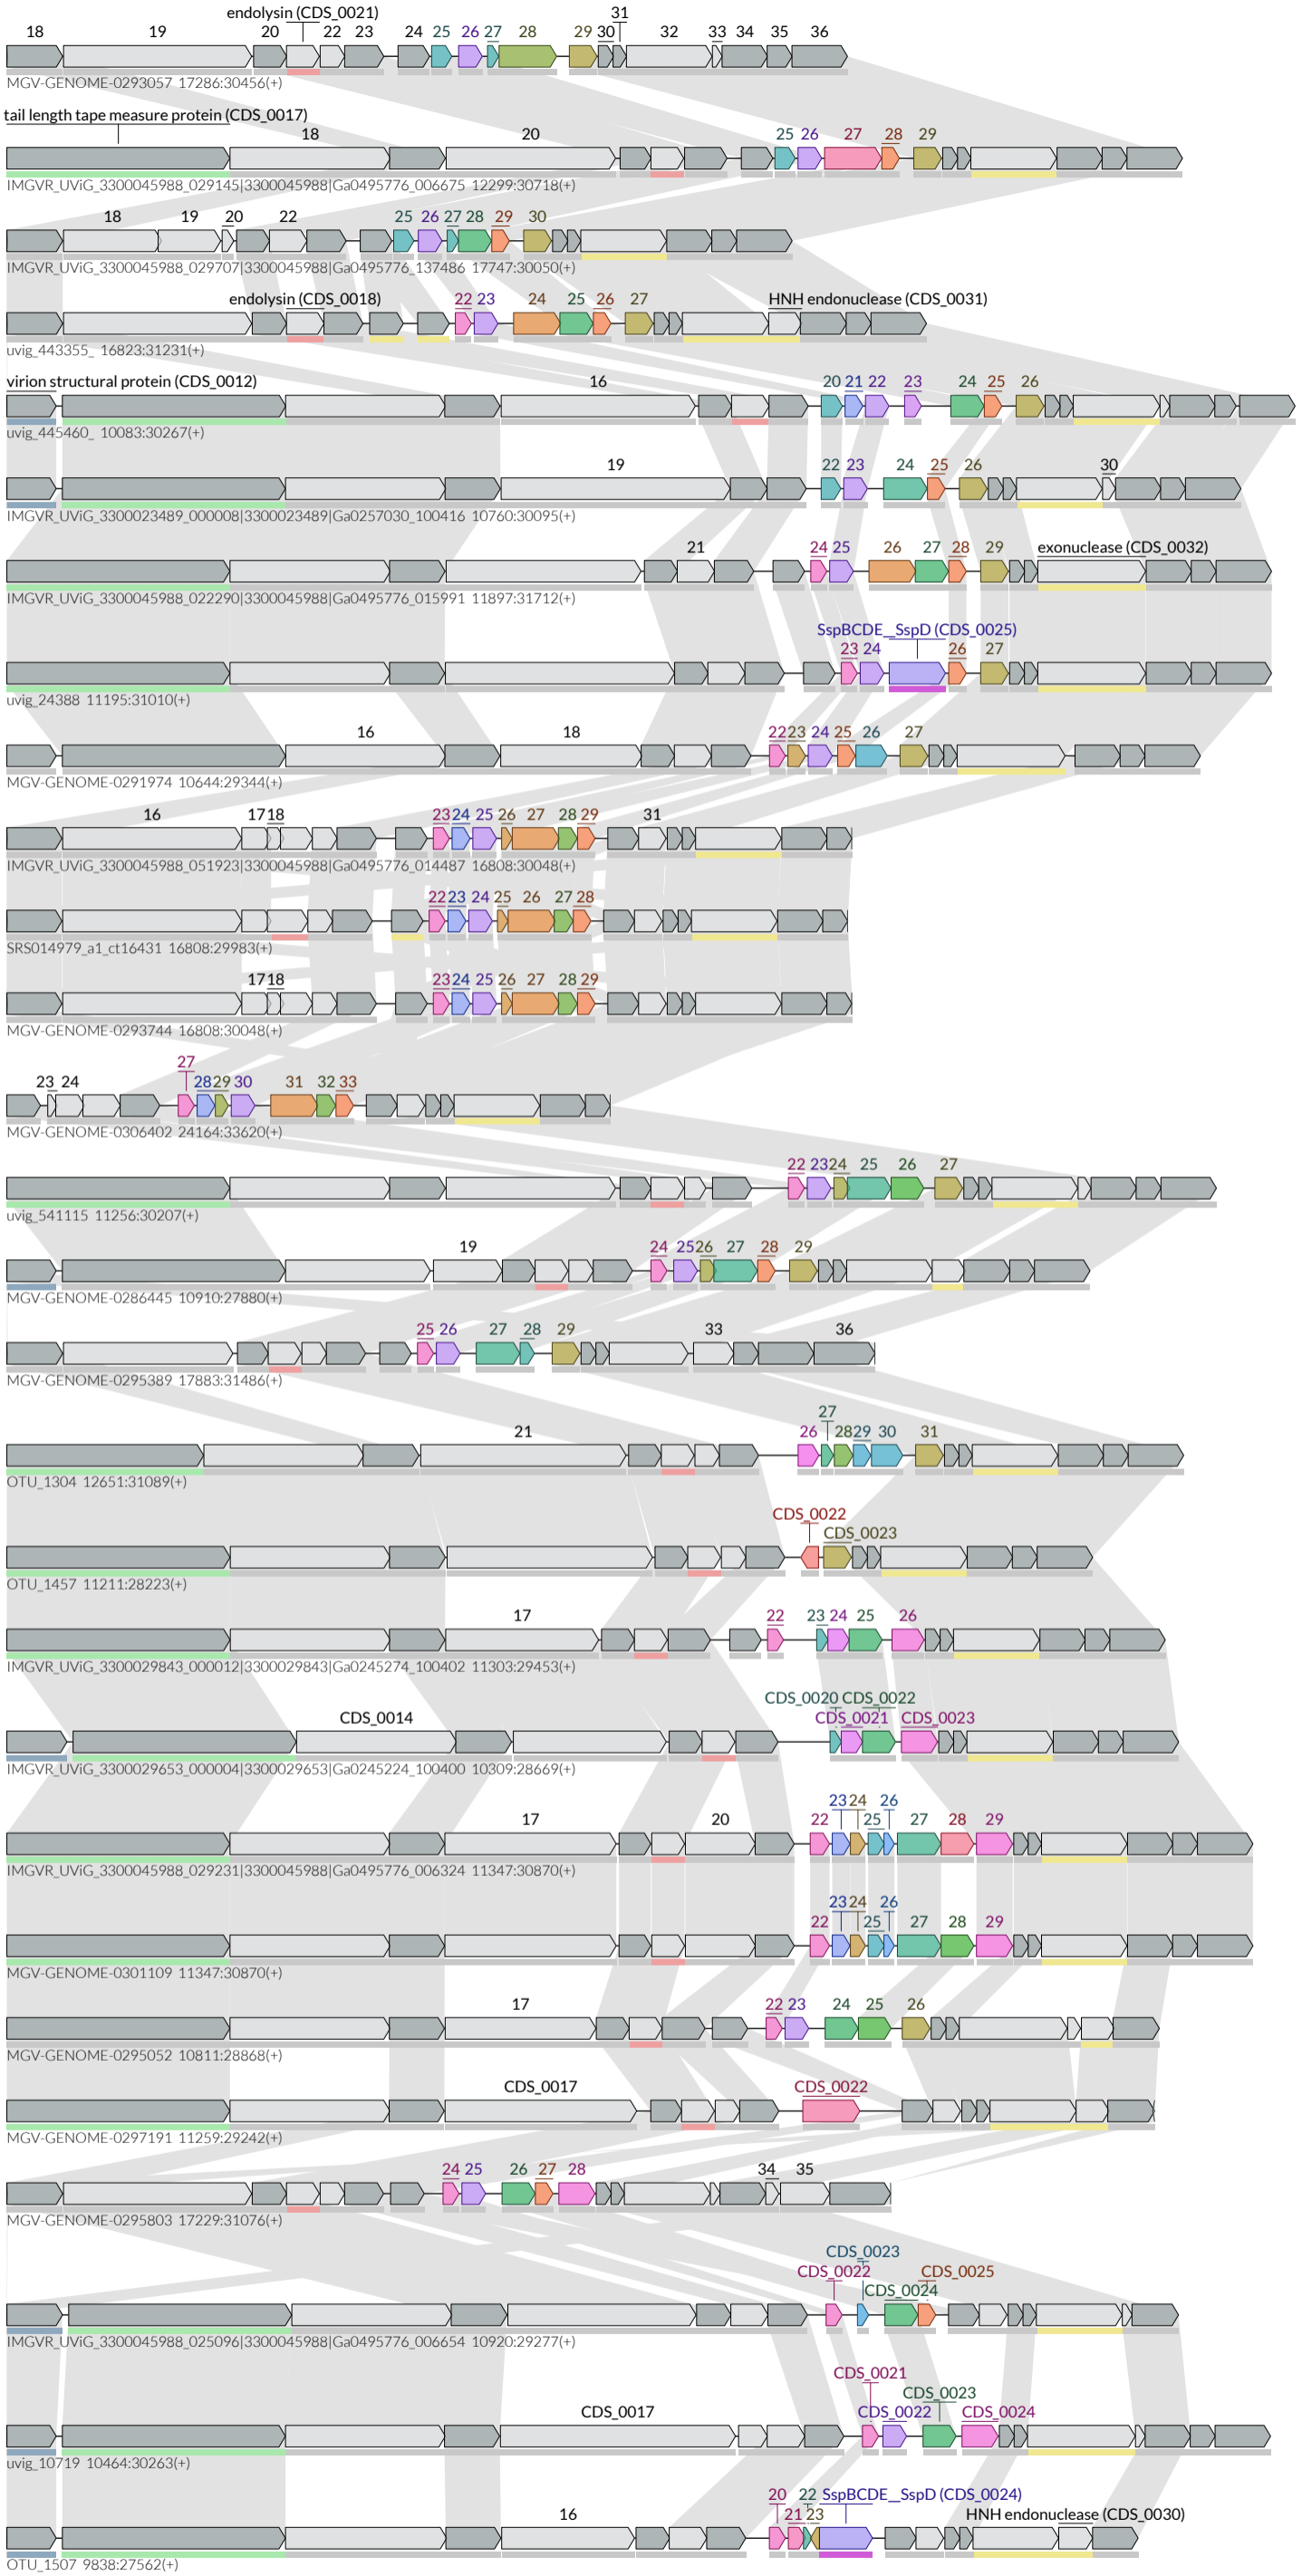 endolysin (CDS_0021) 31
18 19 20 22 23 24 25 26 27 28 29 30 32 33 34 35 36
MGV-GENOME-0293057 17286:30456(+)
tail length tape measure protein (CDS_0017)
18 20 25 26 27 28 29
IMGVR_UViG_3300045988_029145|3300045988|Ga0495776_006675 12299:30718(+)
18 19 20 22 25 26 27 28 29 30
IMGVR_UViG_3300045988_029707|3300045988|Ga0495776_137486 17747:30050(+)
endolysin (CDS_0018) 22 23 24 25 26 27 HNH endonuclease (CDS_0031)
uvig_443355_ 16823:31231(+)
virion structural protein (CDS_0012) 16 20 21 22 23 24 25 26
uvig_445460_ 10083:30267(+)
19 22 23 24 25 26 30
IMGVR_UViG_3300023489_000008|3300023489|Ga0257030_100416 10760:30095(+)
21 24 25 26 27 28 29 exonuclease (CDS_0032)
IMGVR_UViG_3300045988_022290|3300045988|Ga0495776_015991 11897:31712(+)
SspBCDE__SspD (CDS_0025)
23 24 26 27
uvig_24388 11195:31010(+)
16 18 22 23 24 25 26 27
MGV-GENOME-0291974 10644:29344(+)
16 17 18 23 24 25 26 27 28 29 31
IMGVR_UViG_3300045988_051923|3300045988|Ga0495776_014487 16808:30048(+)
22 23 24 25 26 27 28
SRS014979_a1_ct16431 16808:29983(+)
17 18 23 24 25 26 27 28 29
MGV-GENOME-0293744 16808:30048(+)
27
23 24 28 29 30 31 32 33
MGV-GENOME-0306402 24164:33620(+)
22 23 24 25 26 27
uvig_541115 11256:30207(+)
19 24 25 26 27 28 29
MGV-GENOME-0286445 10910:27880(+)
25 26 27 28 29 33 36
MGV-GENOME-0295389 17883:31486(+)
27
21 26 28 29 30 31
OTU_1304 12651:31089(+)
CDS_0022
CDS_0023
OTU_1457 11211:28223(+)
17 22 23 24 25 26
IMGVR_UViG_3300029843_000012|3300029843|Ga0245274_100402 11303:29453(+)
CDS_0020 CDS_0022
CDS_0014 CDS_0021 CDS_0023
IMGVR_UViG_3300029653_000004|3300029653|Ga0245224_100400 10309:28669(+)
23 24 26
17 20 22 25 27 28 29
IMGVR_UViG_3300045988_029231|3300045988|Ga0495776_006324 11347:30870(+)
23 24 26
22 25 27 28 29
MGV-GENOME-0301109 11347:30870(+)
17 22 23 24 25 26
MGV-GENOME-0295052 10811:28868(+)
CDS_0017 CDS_0022
MGV-GENOME-0297191 11259:29242(+)
24 25 26 27 28 34 35
MGV-GENOME-0295803 17229:31076(+)
CDS_0023
CDS_0022 CDS_0025
CDS_0024
IMGVR_UViG_3300045988_025096|3300045988|Ga0495776_006654 10920:29277(+)
CDS_0021
CDS_0023
CDS_0017 CDS_0022 CDS_0024
uvig_10719 10464:30263(+)
20 22 SspBCDE__SspD (CDS_0024)
16 21 23 HNH endonuclease (CDS_0030)
OTU_1507 9838:27562(+)